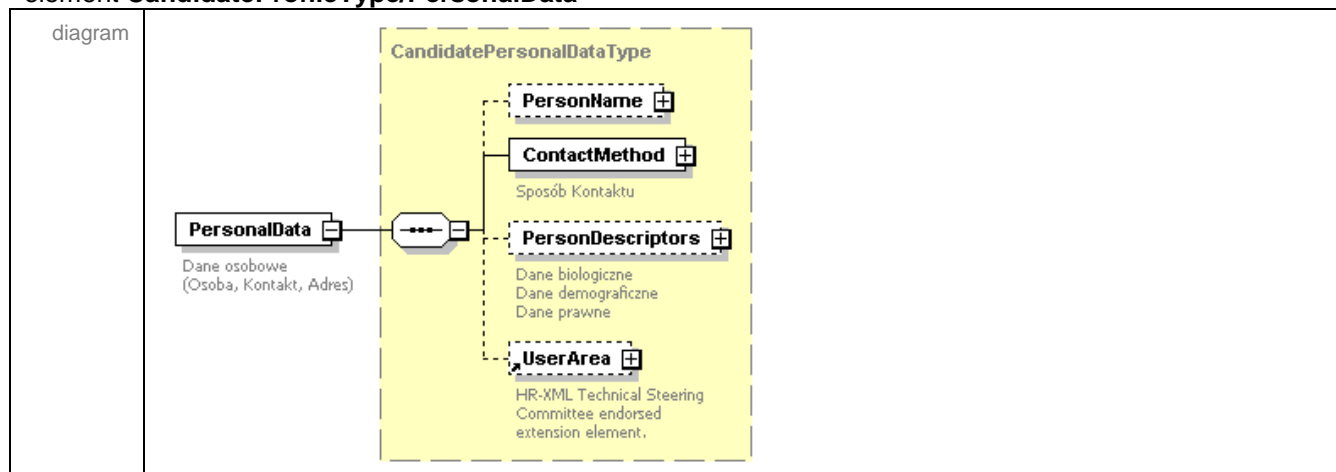 element CandidateProfileType/PersonalData
diagram
CandidatePersonalDataType
PersonName
ContactMethod
Sposób Kontaktu
PersonalData
Dane osobowe
(Osoba, Kontakt, Adres)
PersonDescriptors
Dane biologiczne
Dane demograficzne
Dane prawne
UserArea
HR-XML Technical Steering
Committee endorsed
extension element.